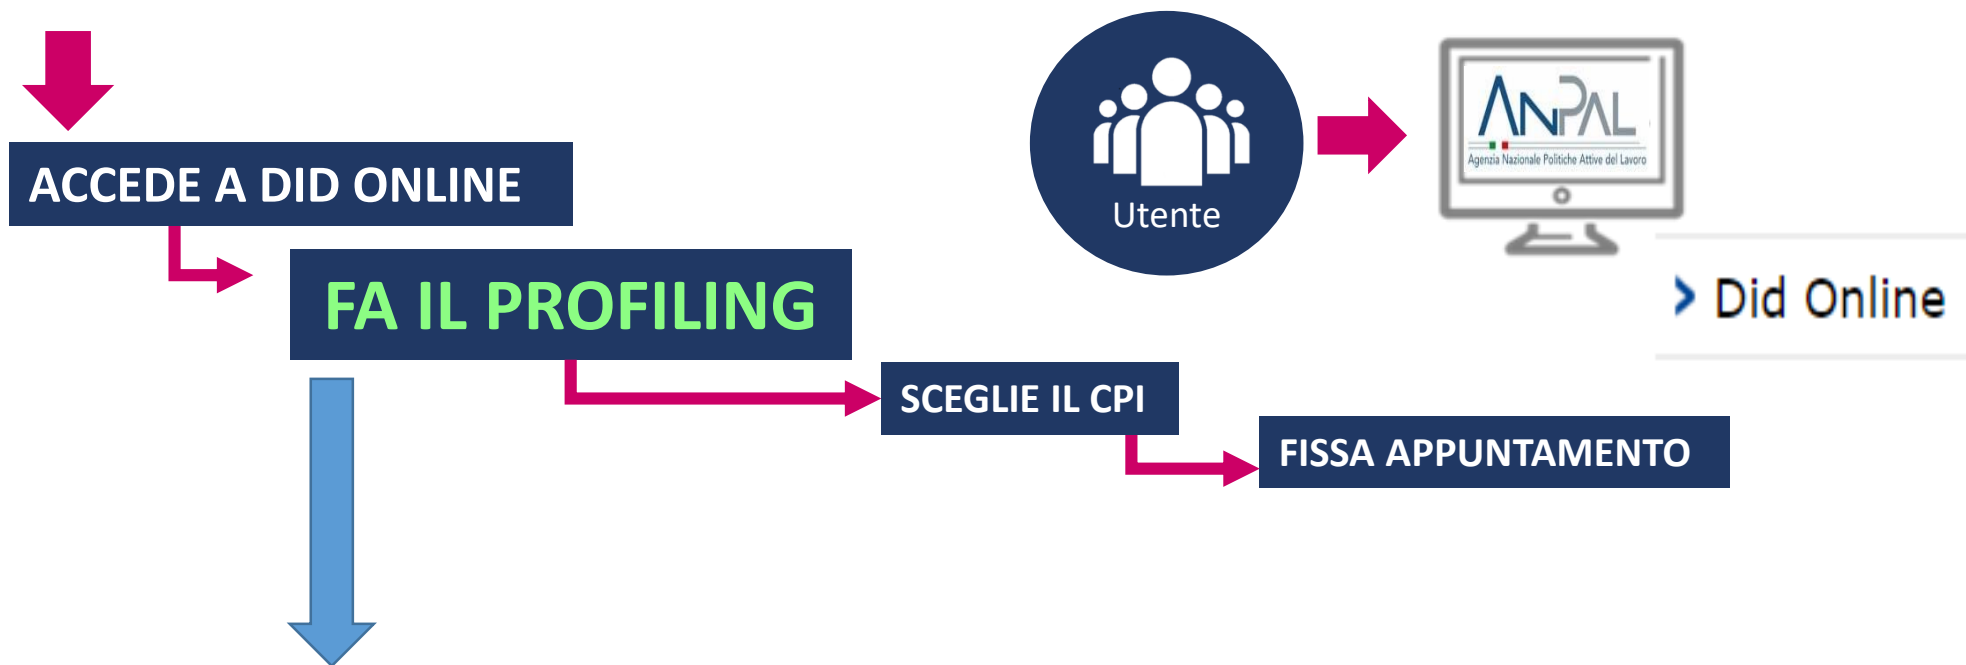 ACCEDE A DID ONLINE
FA IL PROFILING
SCEGLIE IL CPI
FISSA APPUNTAMENTO
Utente
ANPAL
Agenzia Nazionale Politiche Attive del Lavoro
Did Online